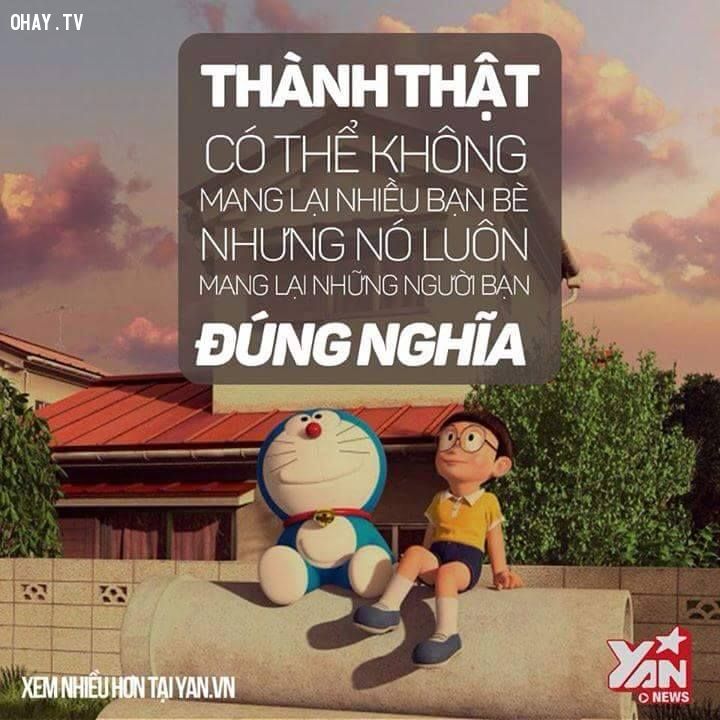 OHAY.TV
THÀNH THẬT
CÓ THỂ KHÔNG
MANG LẠI NHIỀU BẠN BÈ
NHƯNG NÓ LUÔN
MANG LẠI NHỮNG NGƯỜI BẠN
ĐÚNG NGHĨA
XEM NHIỀU HƠN TẠI YAN.VN
YAN
NEWS